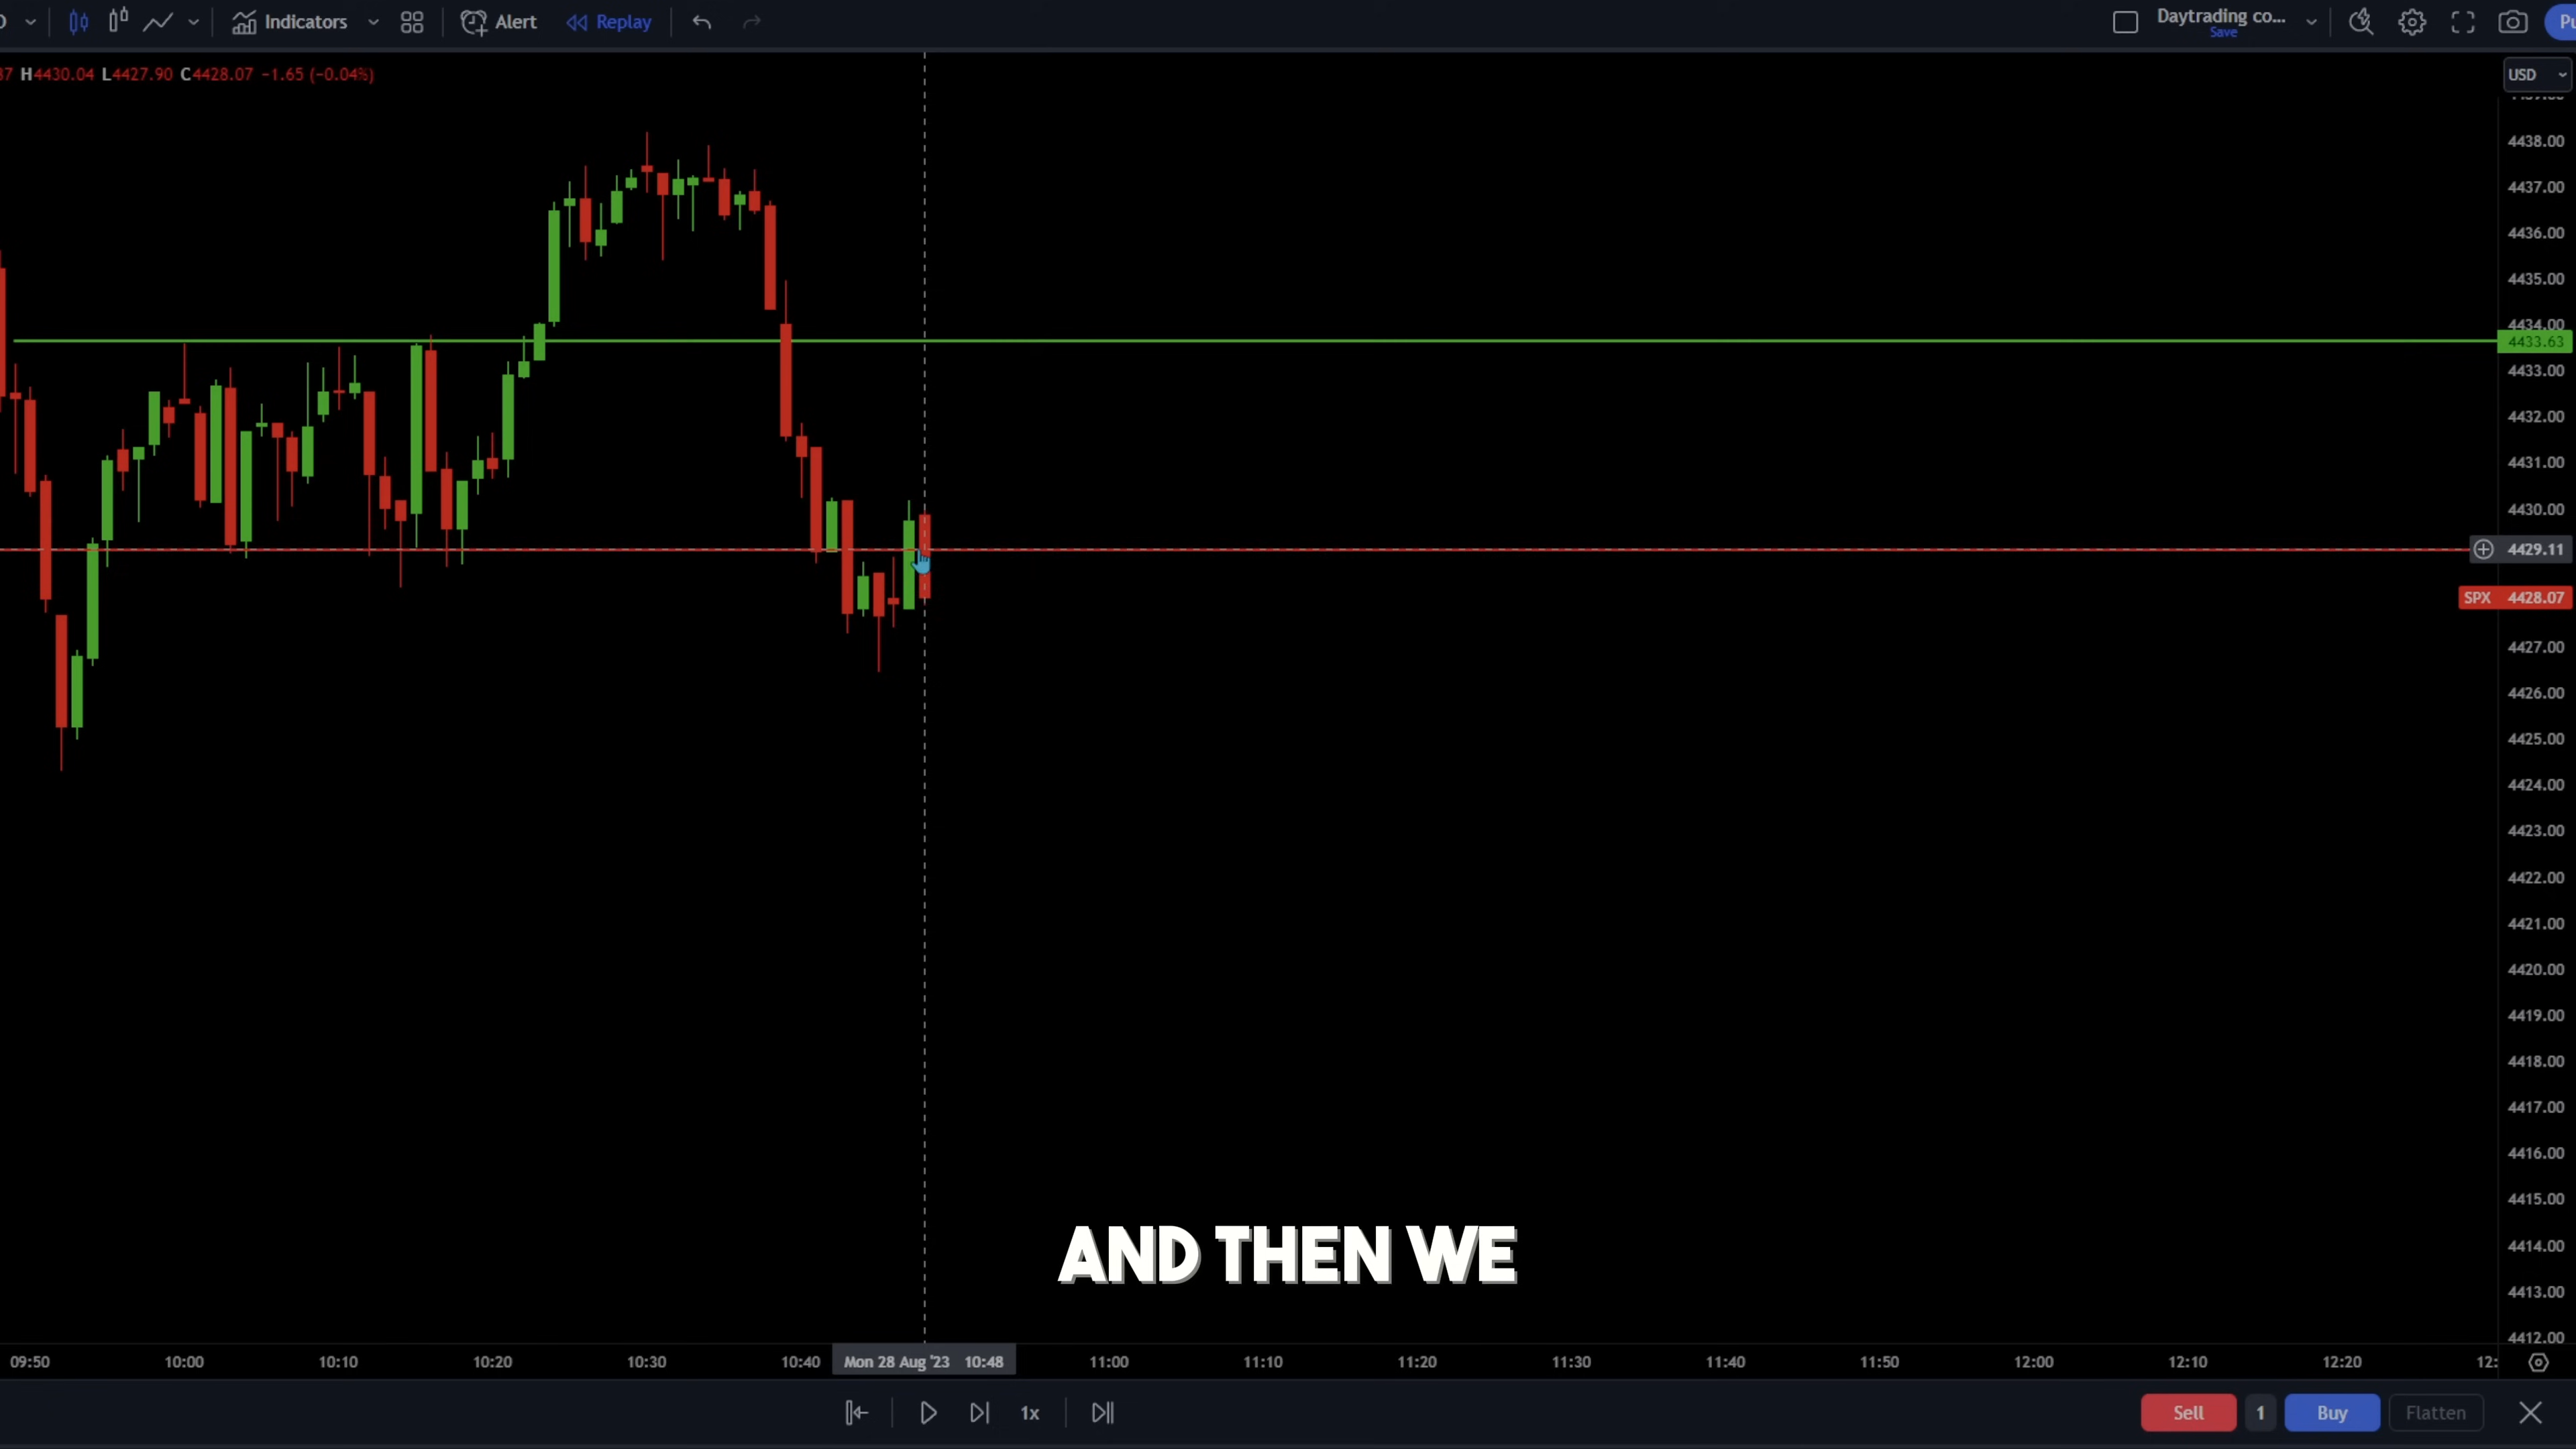 Indicators
Alert
Replay
Daytrading co...
Save
37 H4430.04 L4427.90 C4428.07 −1.65 (−0.04%)
USD
4438.00
4437.00
4436.00
4435.00
4434.00
4433.63
4433.00
4432.00
4431.00
4430.00
4429.11
SPX 4428.07
4427.00
4426.00
4425.00
4424.00
4423.00
4422.00
4421.00
4420.00
4419.00
4418.00
4417.00
4416.00
4415.00
4414.00
4413.00
4412.00
AND THEN WE
09:50 10:00 10:10 10:20 10:30 10:40 Mon 28 Aug '23 10:48 11:00 11:10 11:20 11:30 11:40 11:50 12:00 12:10 12:20 12:
1x
Sell 1 Buy Flatten